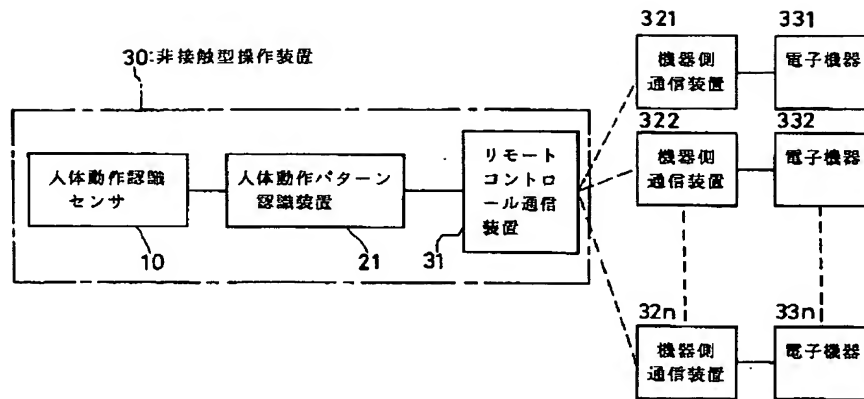 30:非接触型操作装置
人体動作認識
センサ
10
人体動作パターン
認識装置
21
リモート
コントロ
ール通信
装置
31
321
機器側
通信装置
331
電子機器
322
機器側
通信装置
332
電子機器
32n
機器側
通信装置
33n
電子機器